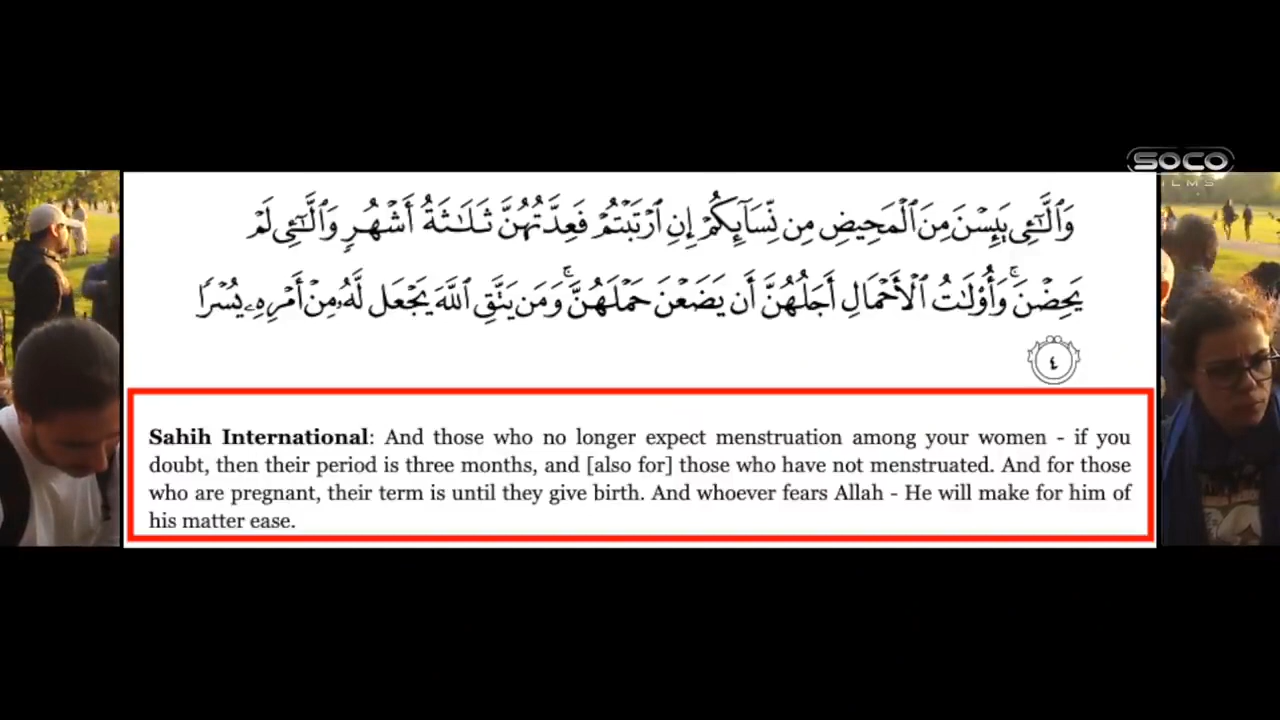 SOCO
FILMS
وَٱلَّـٰٓـِٔى يَئِسْنَ مِنَ ٱلْمَحِيضِ مِن نِّسَآئِكُمْ إِنِ ٱرْتَبْتُمْ فَعِدَّتُهُنَّ ثَلَـٰثَةُ أَشْهُرٍ وَٱلَّـٰٓـِٔى لَمْ
يَحِضْنَ ۚ وَأُو۟لَـٰتُ ٱلْأَحْمَالِ أَجَلُهُنَّ أَن يَضَعْنَ حَمْلَهُنَّ ۚ وَمَن يَتَّقِ ٱللَّهَ يَجْعَل لَّهُۥ مِنْ أَمْرِهِۦ يُسْرًا
٤
Sahih International: And those who no longer expect menstruation among your women - if you
doubt, then their period is three months, and [also for] those who have not menstruated. And for those
who are pregnant, their term is until they give birth. And whoever fears Allah - He will make for him of
his matter ease.